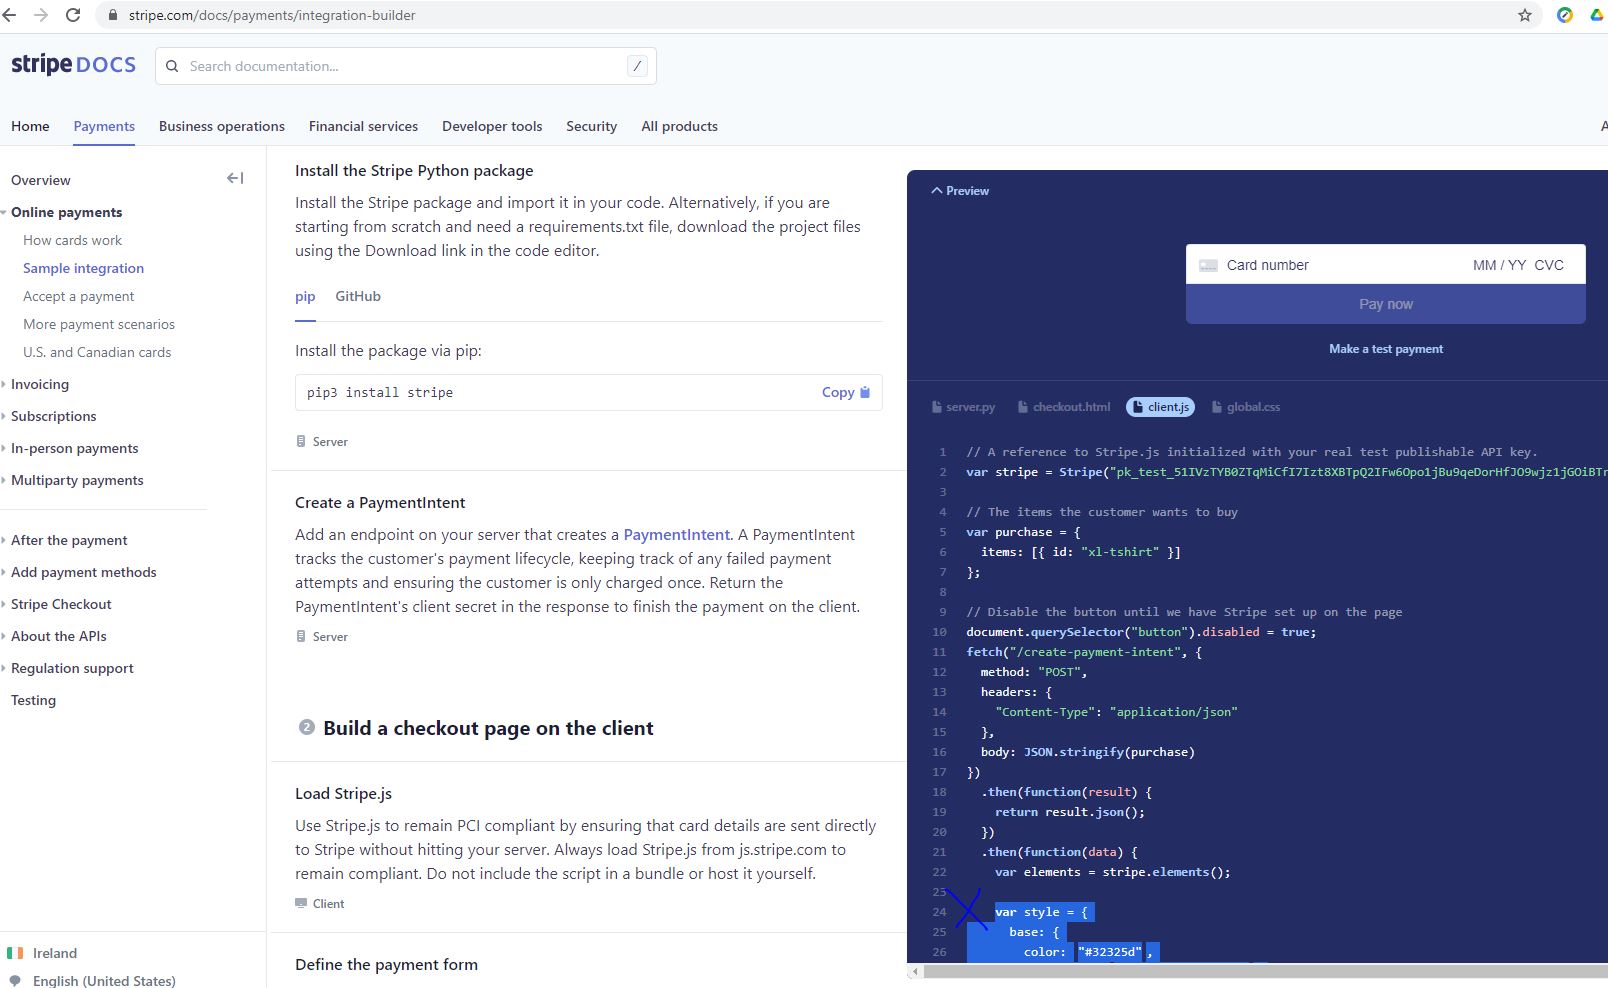 stripe.com/docs/payments/integration-builder
stripe DOCS
Search documentation...
/
Home Payments Business operations Financial services Developer tools Security All products
A
Overview
Online payments
How cards work
Sample integration
Accept a payment
More payment scenarios
U.S. and Canadian cards
Invoicing
Subscriptions
In-person payments
Multiparty payments
After the payment
Add payment methods
Stripe Checkout
About the APIs
Regulation support
Testing
Ireland
English (United States)
Install the Stripe Python package
Install the Stripe package and import it in your code. Alternatively, if you are
starting from scratch and need a requirements.txt file, download the project files
using the Download link in the code editor.
pip GitHub
Install the package via pip:
pip3 install stripe Copy
Server
Create a PaymentIntent
Add an endpoint on your server that creates a PaymentIntent. A PaymentIntent
tracks the customer's payment lifecycle, keeping track of any failed payment
attempts and ensuring the customer is only charged once. Return the
PaymentIntent's client secret in the response to finish the payment on the client.
Server
2 Build a checkout page on the client
Load Stripe.js
Use Stripe.js to remain PCI compliant by ensuring that card details are sent directly
to Stripe without hitting your server. Always load Stripe.js from js.stripe.com to
remain compliant. Do not include the script in a bundle or host it yourself.
Client
Define the payment form
Preview
Card number MM / YY CVC
Pay now
Make a test payment
server.py checkout.html client.js global.css
1 // A reference to Stripe.js initialized with your real test publishable API key.
2 var stripe = Stripe("pk_test_51IVzTYB0ZTqMiCfI7Izt8XBTpQ2IFw6Opo1jBu9qeDorHfJO9wjz1jGOiBTr
3
4 // The items the customer wants to buy
5 var purchase = {
6 items: [{ id: "xl-tshirt" }]
7 };
8
9 // Disable the button until we have Stripe set up on the page
10 document.querySelector("button").disabled = true;
11 fetch("/create-payment-intent", {
12 method: "POST",
13 headers: {
14 "Content-Type": "application/json"
15 },
16 body: JSON.stringify(purchase)
17 })
18 .then(function(result) {
19 return result.json();
20 })
21 .then(function(data) {
22 var elements = stripe.elements();
23
24 var style = {
25 base: {
26 color: "#32325d",